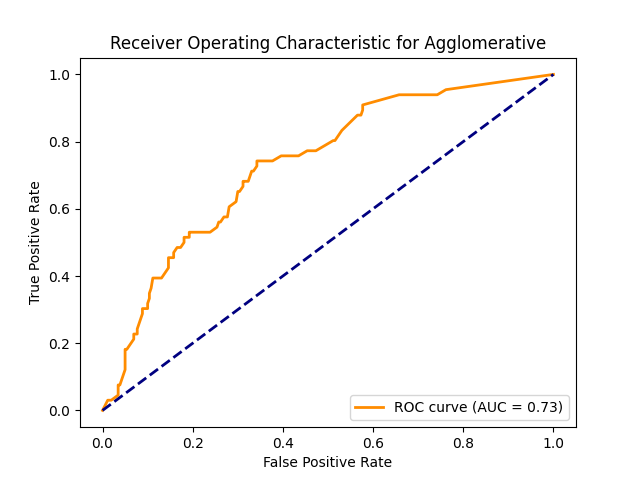 Receiver Operating Characteristic for Agglomerative
1.0
0.8
0.6
0.4
0.2
0.0
True Positive Rate
ROC curve (AUC = 0.73)
0.0 0.2 0.4 0.6 0.8 1.0
False Positive Rate